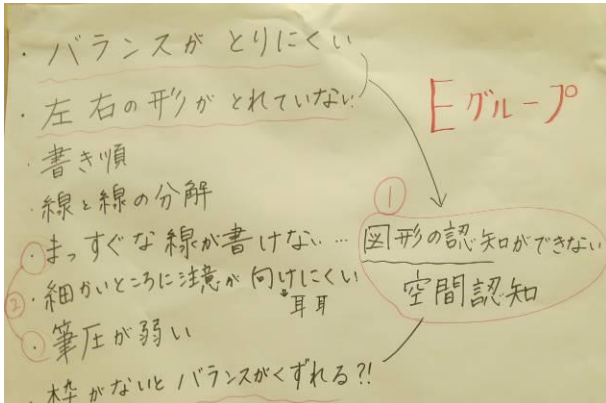 ・バランスが とりにくい
・左右の形が とれていない
Eグループ
・書き順
・線と線の分解
・まっすぐな線が書けない…
①
図形の認知ができない
空間認知
②
・細かいところに注意が 向けにくい
*耳耳
・筆圧が弱い
・枠がないと バランスがくずれる?!